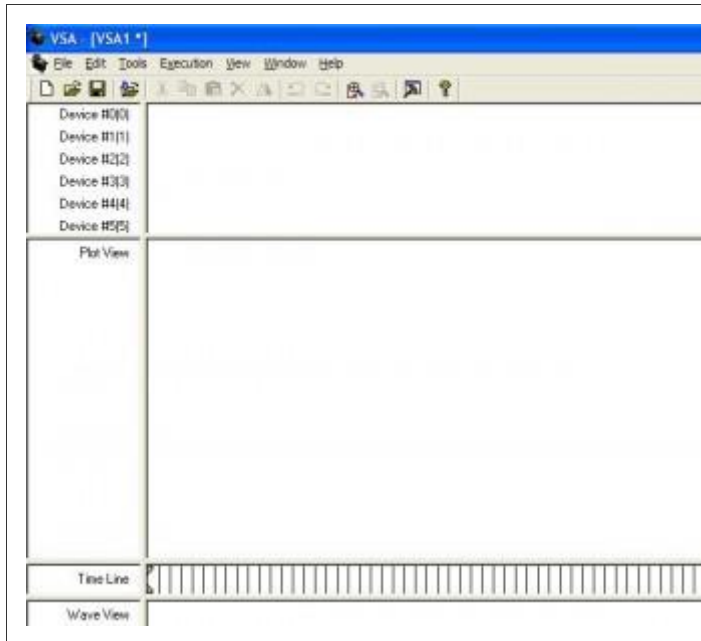 VSA - [VSA1 *]
File Edit Tools Execution View Window Help
Device #0(0)
Device #1(1)
Device #2(2)
Device #3(3)
Device #4(4)
Device #5(5)
Plot View
Time Line
Wave View